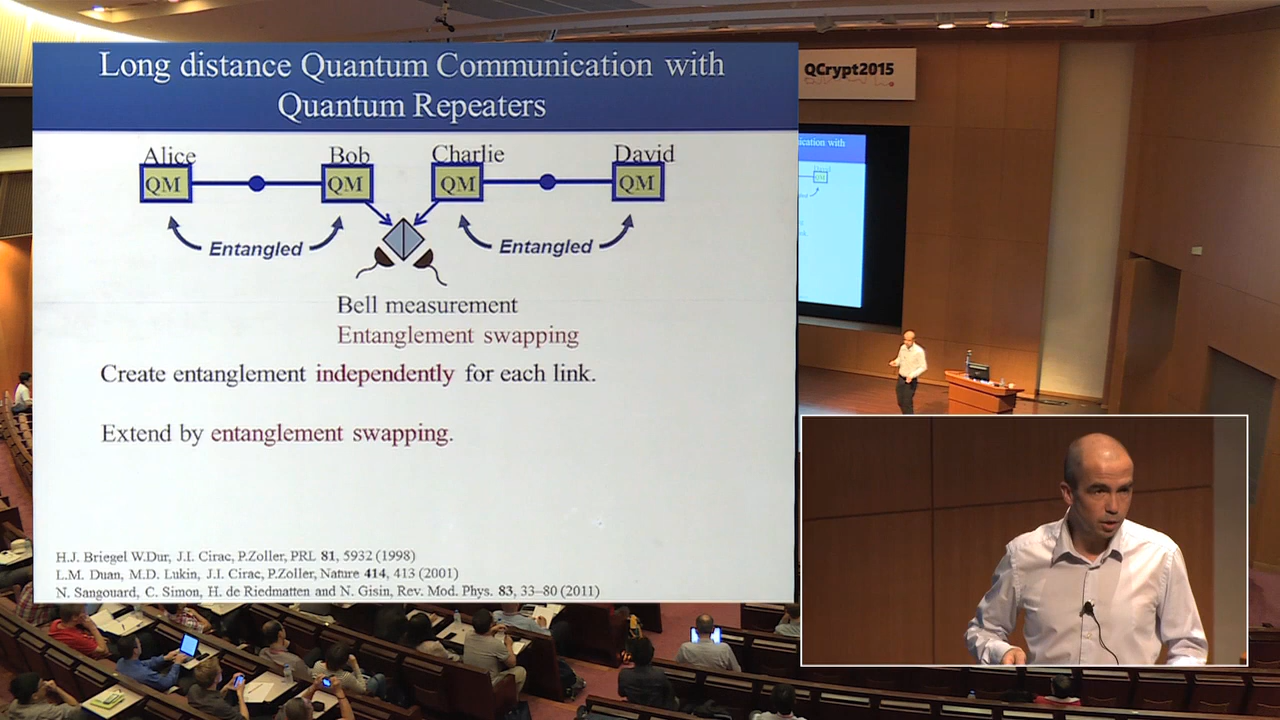 Long distance Quantum Communication with
Quantum Repeaters
QCrypt2015
ication with
Alice Bob Charlie David
QM QM QM QM
Entangled Entangled
Bell measurement
Entanglement swapping
Create entanglement independently for each link.
Extend by entanglement swapping.
H.J. Briegel W.Dur, J.I. Cirac, P.Zoller, PRL 81, 5932 (1998)
L.M. Duan, M.D. Lukin, J.I. Cirac, P.Zoller, Nature 414, 413 (2001)
N. Sangouard, C. Simon, H. de Riedmatten and N. Gisin, Rev. Mod. Phys. 83, 33–80 (2011)